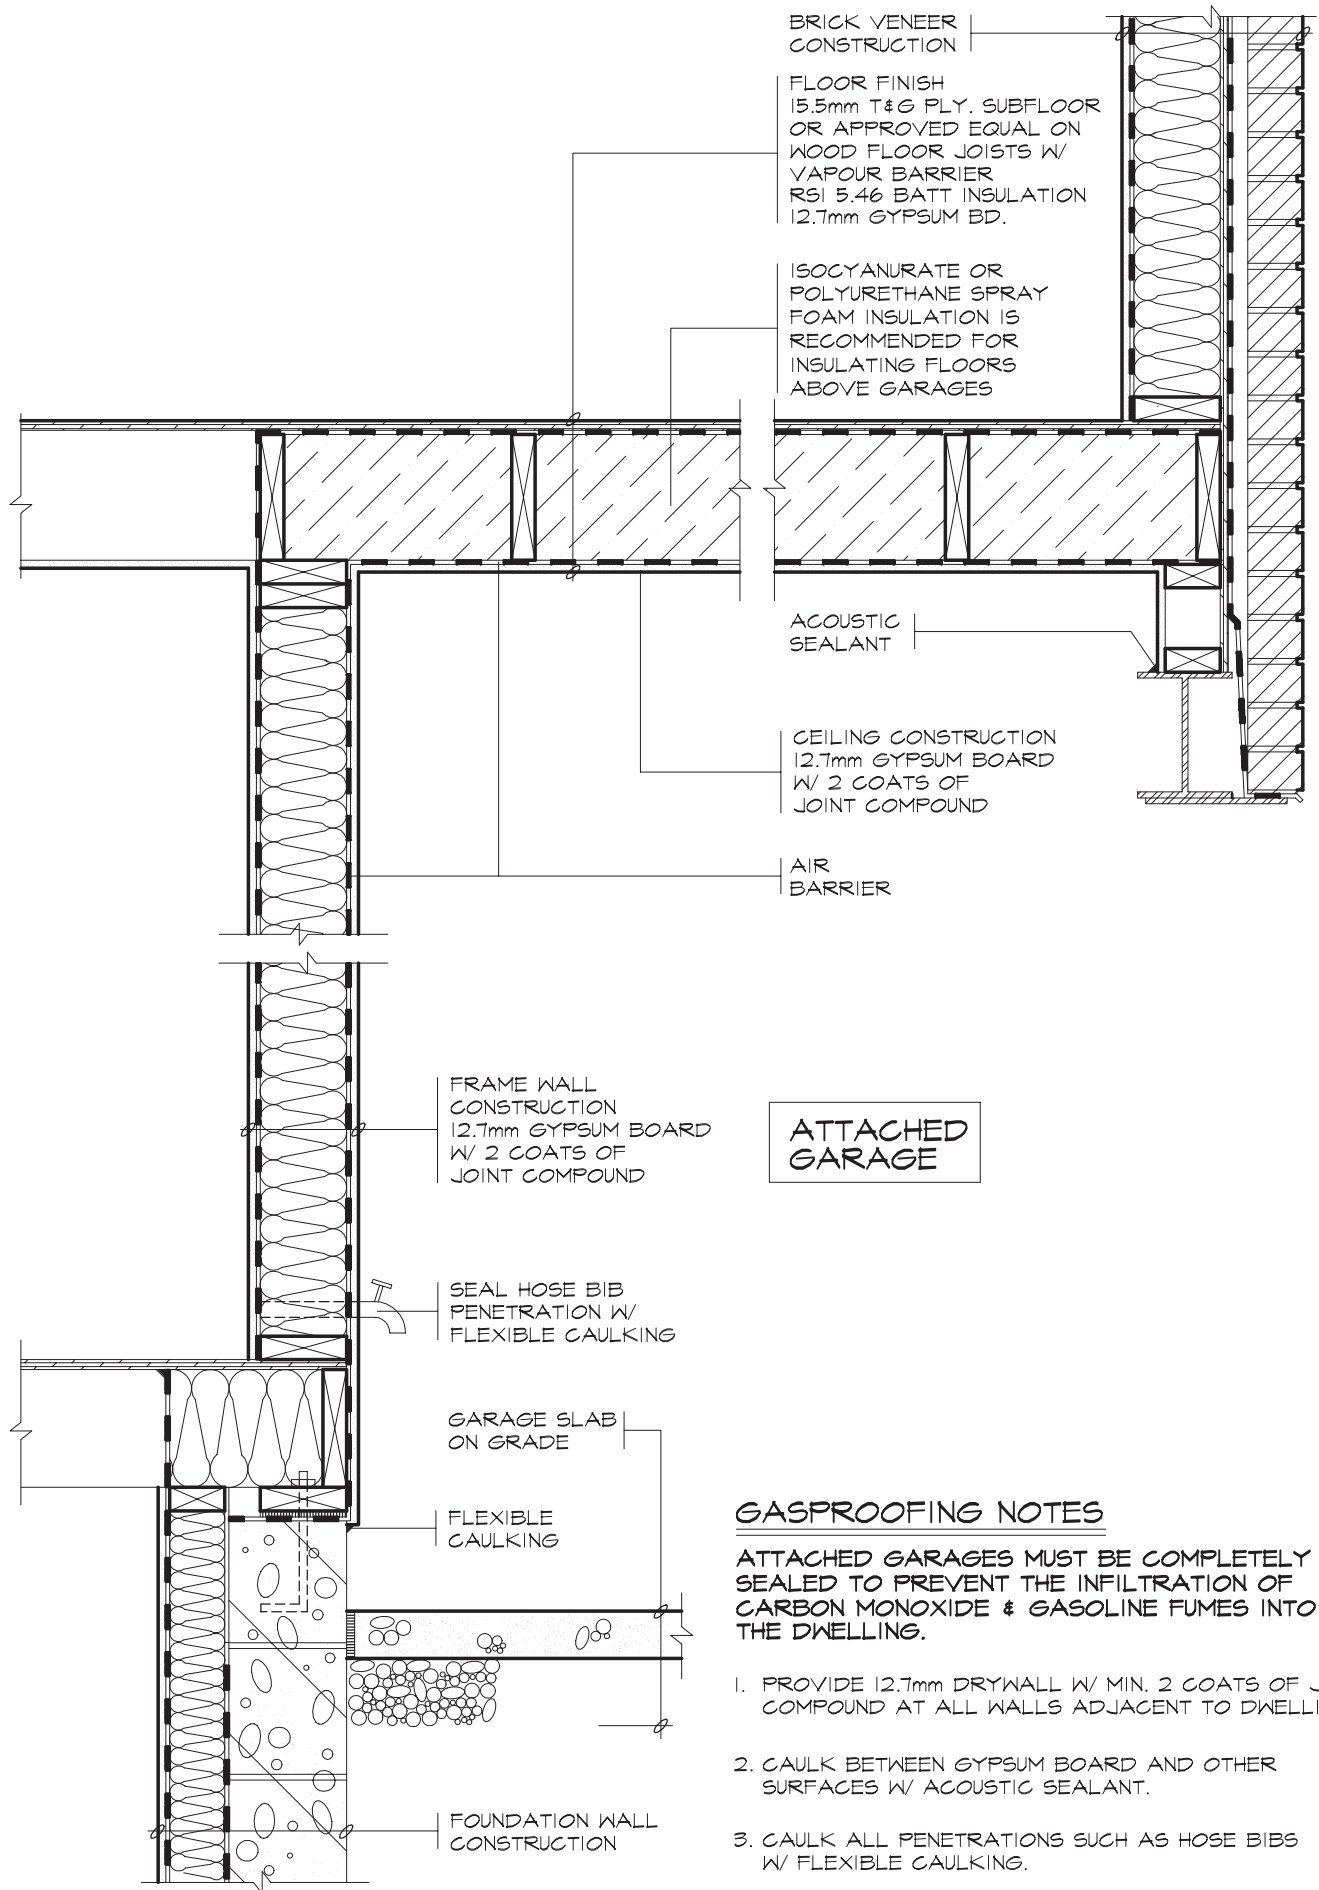 BRICK VENEER
CONSTRUCTION
FLOOR FINISH
15.5mm T&G PLY. SUBFLOOR
OR APPROVED EQUAL ON
WOOD FLOOR JOISTS W/
VAPOUR BARRIER
RSI 5.46 BATT INSULATION
12.7mm GYPSUM BD.
ISOCYANURATE OR
POLYURETHANE SPRAY
FOAM INSULATION IS
RECOMMENDED FOR
INSULATING FLOORS
ABOVE GARAGES
ACOUSTIC
SEALANT
CEILING CONSTRUCTION
12.7mm GYPSUM BOARD
W/ 2 COATS OF
JOINT COMPOUND
AIR
BARRIER
FRAME WALL
CONSTRUCTION
12.7mm GYPSUM BOARD
W/ 2 COATS OF
JOINT COMPOUND
ATTACHED
GARAGE
SEAL HOSE BIB
PENETRATION W/
FLEXIBLE CAULKING
GARAGE SLAB
ON GRADE
FLEXIBLE
CAULKING
FOUNDATION WALL
CONSTRUCTION
GASPROOFING NOTES
ATTACHED GARAGES MUST BE COMPLETELY
SEALED TO PREVENT THE INFILTRATION OF
CARBON MONOXIDE & GASOLINE FUMES INTO
THE DWELLING.
1. PROVIDE 12.7mm DRYWALL W/ MIN. 2 COATS OF
COMPOUND AT ALL WALLS ADJACENT TO
2. CAULK BETWEEN GYPSUM BOARD AND OTHER
SURFACES W/ ACOUSTIC SEALANT.
3. CAULK ALL PENETRATIONS SUCH AS HOSE BIBS
W/ FLEXIBLE CAULKING.